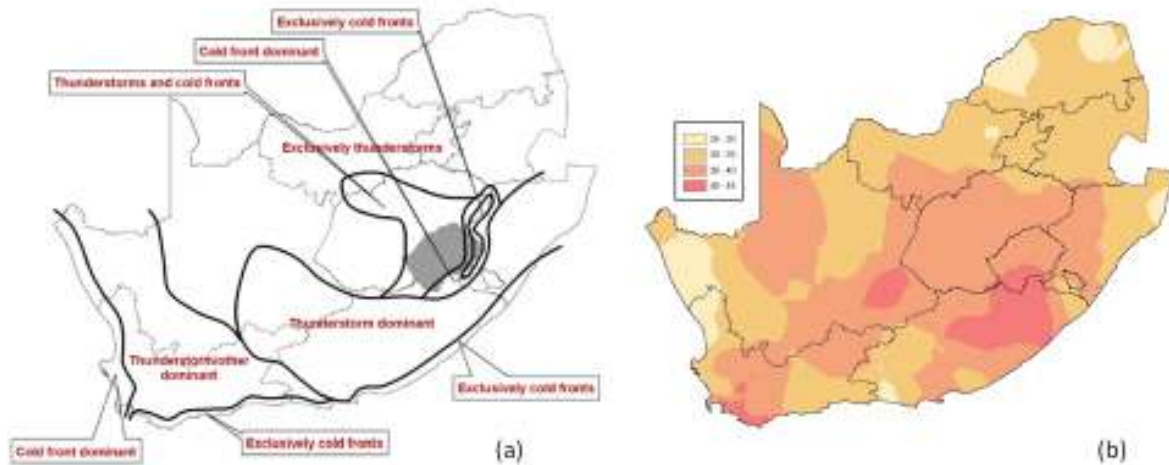 Exclusively cold fronts
Cold front dominant
Thunderstorms and cold fronts
Exclusively thunderstorms
Thunderstorm dominant
Thunderstorm/other
dominant
Exclusively cold fronts
Cold front dominant
Exclusively cold fronts
(a)
(b)